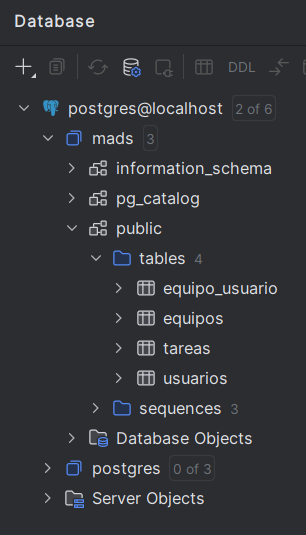 Database
DDL
postgres@localhost 2 of 6
mads 3
information_schema
pg_catalog
public
tables 4
equipo_usuario
equipos
tareas
usuarios
sequences 3
Database Objects
postgres 0 of 3
Server Objects